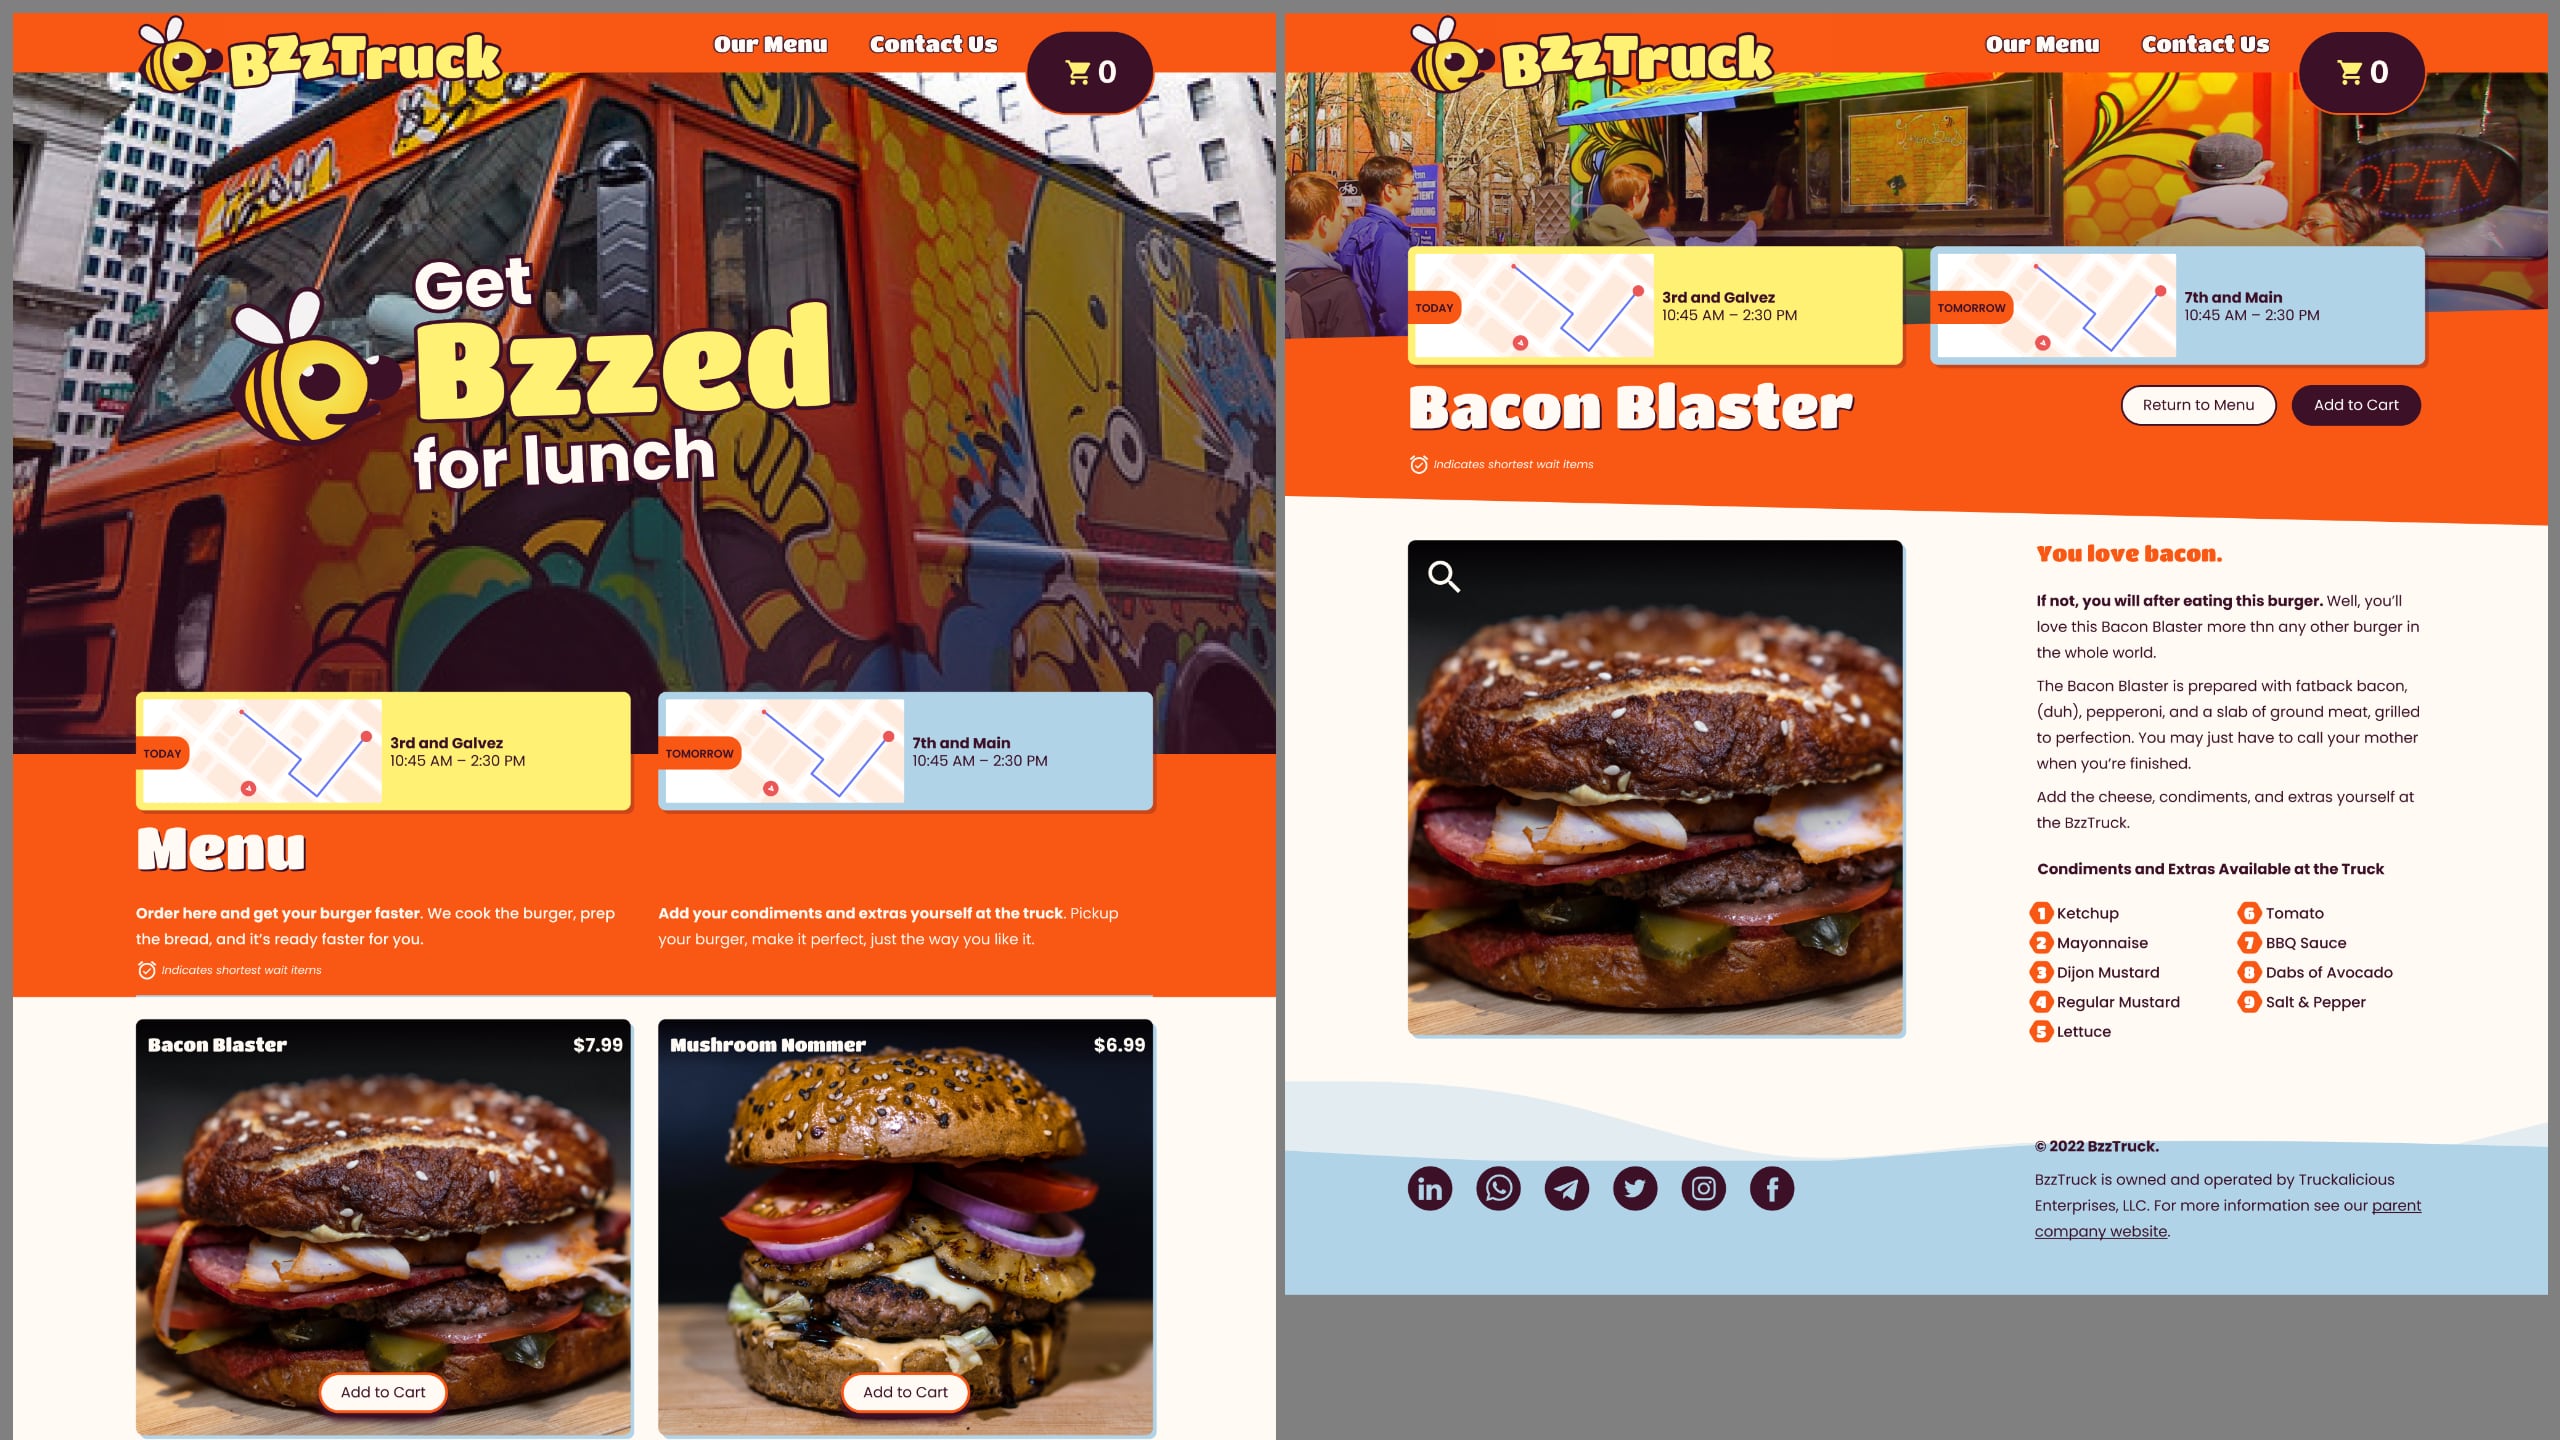 BzzTruck
Our Menu
Contact Us
0
Get
Bzzed
for lunch
TODAY
3rd and Galvez
10:45 AM – 2:30 PM
TOMORROW
7th and Main
10:45 AM – 2:30 PM
Menu
Order here and get your burger faster. We cook the burger, prep
the bread, and it's ready faster for you.
Add your condiments and extras yourself at the truck. Pickup
your burger, make it perfect, just the way you like it.
Indicates shortest wait items
Bacon Blaster
$7.99
Add to Cart
Mushroom Nommer
$6.99
Add to Cart
BzzTruck
Our Menu
Contact Us
0
OPEN
TODAY
3rd and Galvez
10:45 AM – 2:30 PM
TOMORROW
7th and Main
10:45 AM – 2:30 PM
Bacon Blaster
Return to Menu
Add to Cart
Indicates shortest wait items
You love bacon.
If not, you will after eating this burger. Well, you'll
love this Bacon Blaster more thn any other burger in
the whole world.
The Bacon Blaster is prepared with fatback bacon,
(duh), pepperoni, and a slab of ground meat, grilled
to perfection. You may just have to call your mother
when you're finished.
Add the cheese, condiments, and extras yourself at
the BzzTruck.
Condiments and Extras Available at the Truck
1 Ketchup
2 Mayonnaise
3 Dijon Mustard
4 Regular Mustard
5 Lettuce
6 Tomato
7 BBQ Sauce
8 Dabs of Avocado
9 Salt & Pepper
© 2022 BzzTruck.
BzzTruck is owned and operated by Truckalicious
Enterprises, LLC. For more information see our parent
company website.